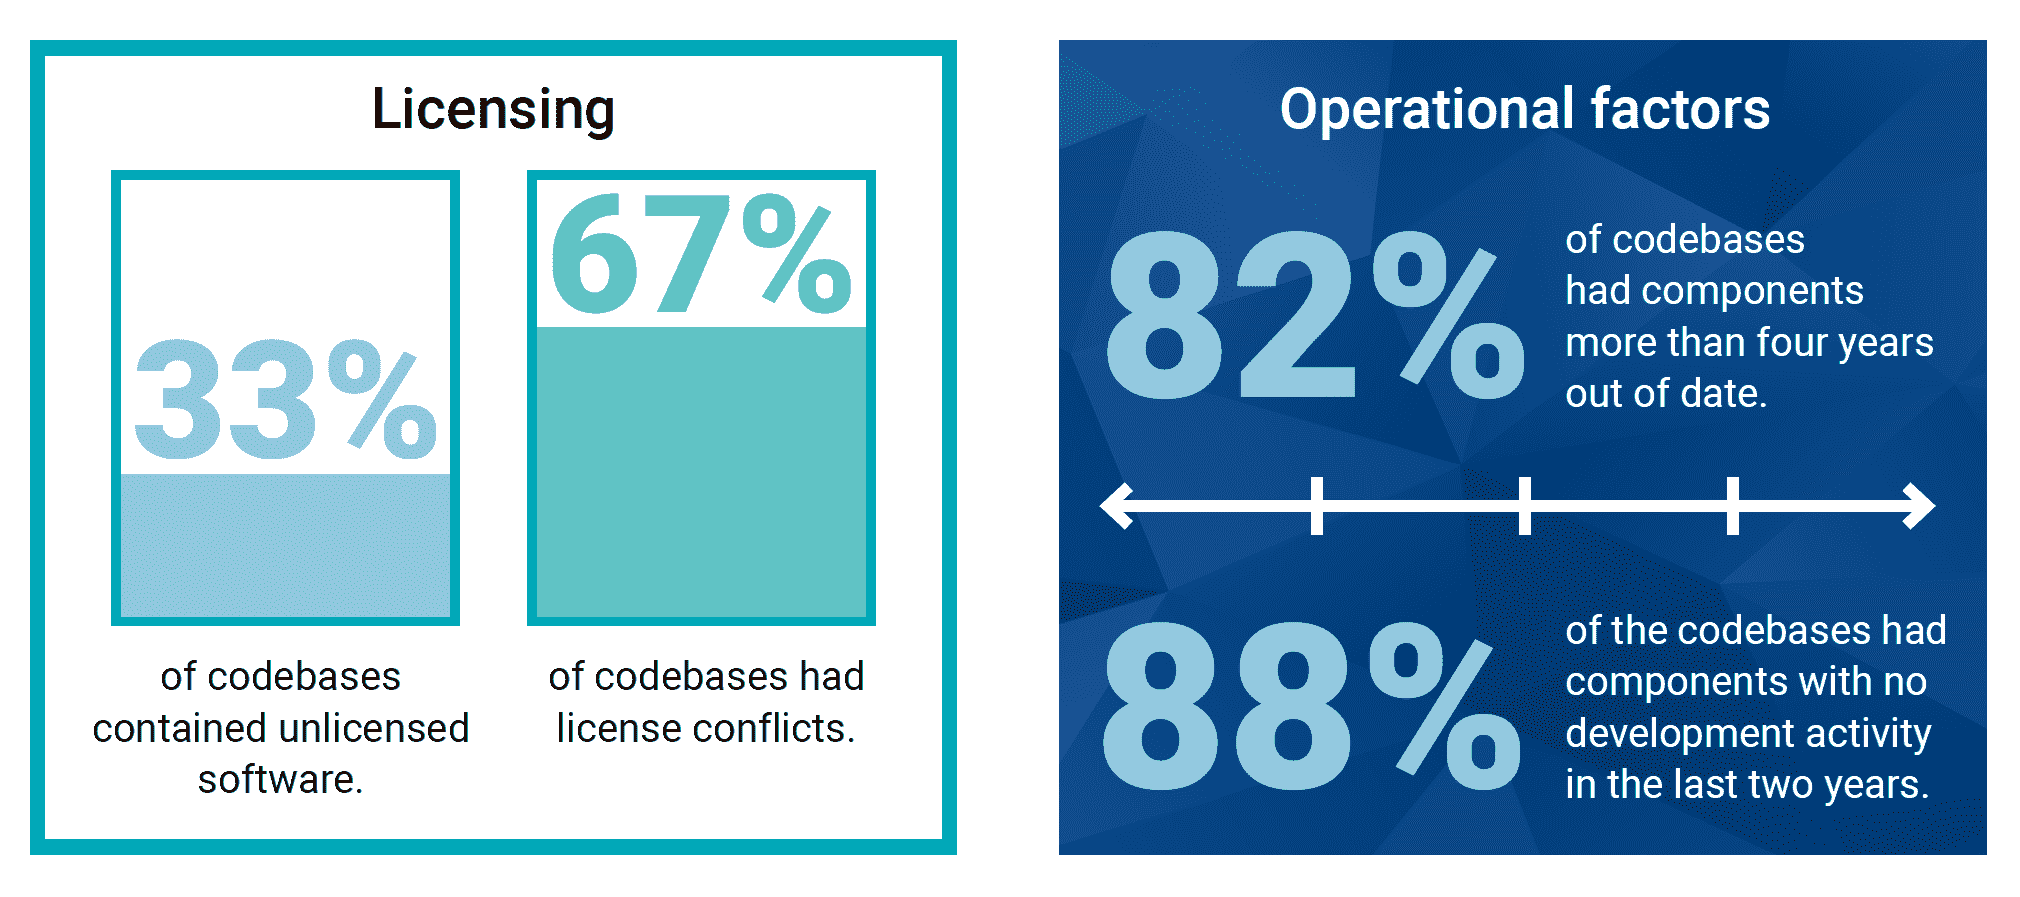 Licensing
33%
of codebases
contained unlicensed
software.
67%
of codebases had
license conflicts.
Operational factors
82%
of codebases
had components
more than four years
out of date.
88%
of the codebases had
components with no
development activity
in the last two years.